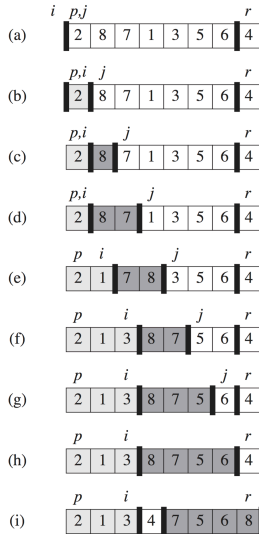 i p,j r
(a) 2 8 7 1 3 5 6 4
p,i j r
(b) 2 8 7 1 3 5 6 4
p,i j r
(c) 2 8 7 1 3 5 6 4
p,i j r
(d) 2 8 7 1 3 5 6 4
p i j r
(e) 2 1 7 8 3 5 6 4
p i j r
(f) 2 1 3 8 7 5 6 4
p i j r
(g) 2 1 3 8 7 5 6 4
p i r
(h) 2 1 3 8 7 5 6 4
p i r
(i) 2 1 3 4 7 5 6 8